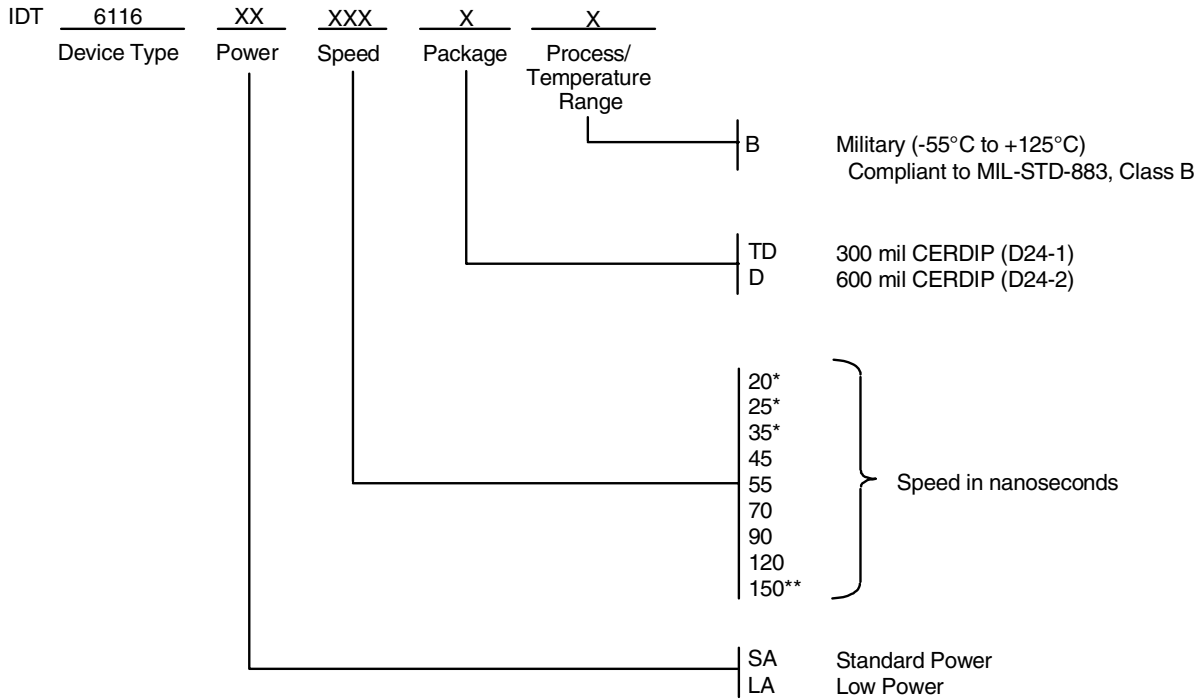 IDT 6116 XX XXX X X
Device Type Power Speed Package Process/
Temperature
Range
B Military (-55°C to +125°C)
Compliant to MIL-STD-883, Class B
TD 300 mil CERDIP (D24-1)
D 600 mil CERDIP (D24-2)
20*
25*
35*
45
55
70
90
120
150**
Speed in nanoseconds
SA Standard Power
LA Low Power